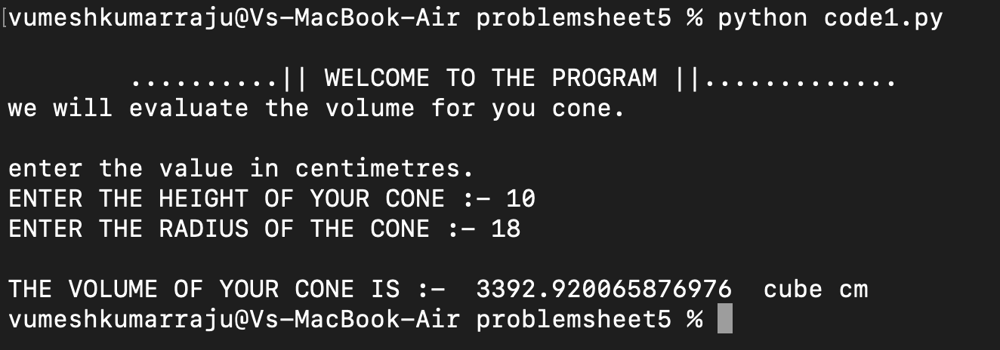 [vumeshkumarraju@Vs-MacBook-Air problemsheet5 % python code1.py
..........|| WELCOME TO THE PROGRAM ||.............
we will evaluate the volume for you cone.
enter the value in centimetres.
ENTER THE HEIGHT OF YOUR CONE :- 10
ENTER THE RADIUS OF THE CONE :- 18
THE VOLUME OF YOUR CONE IS :-  3392.920065876976  cube cm
vumeshkumarraju@Vs-MacBook-Air problemsheet5 %